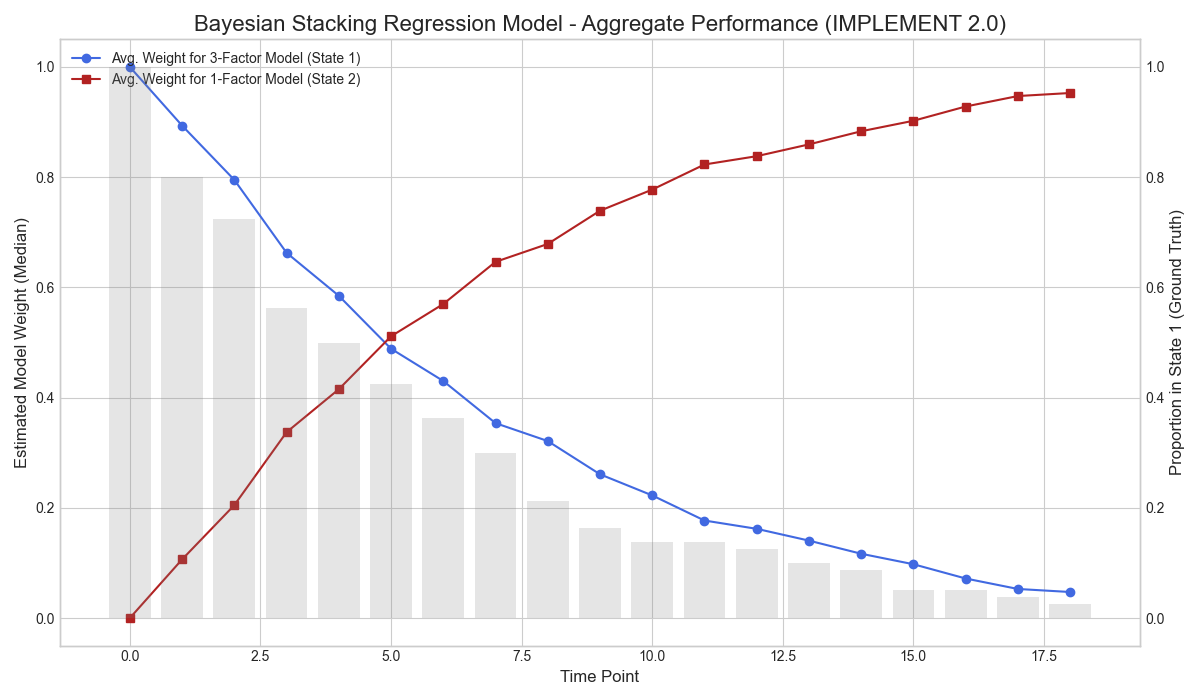 Bayesian Stacking Regression Model - Aggregate Performance (IMPLEMENT 2.0)
Avg. Weight for 3-Factor Model (State 1)
Avg. Weight for 1-Factor Model (State 2)
Estimated Model Weight (Median)
1.0
0.8
0.6
0.4
0.2
0.0
1.0
0.8
0.6
0.4
0.2
0.0
Proportion in State 1 (Ground Truth)
0.0 2.5 5.0 7.5 10.0 12.5 15.0 17.5
Time Point